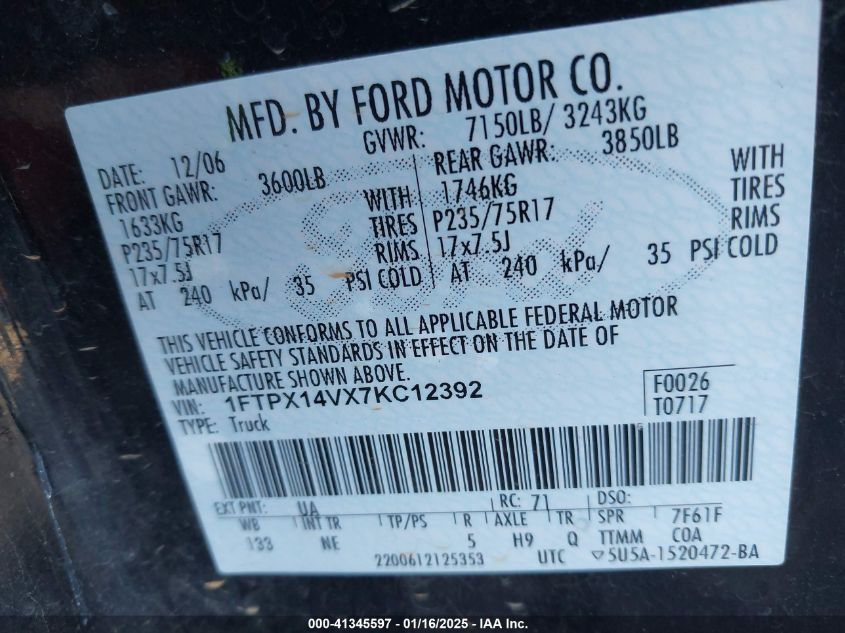 MFD. BY FORD MOTOR CO.
DATE: 12/06 GVWR: 7150LB/ 3243KG
FRONT GAWR: 3600LB REAR GAWR: 3850LB
1633KG WITH 1746KG WITH
P235/75R17 TIRES P235/75R17 TIRES
17x7.5J RIMS 17x7.5J RIMS
AT 240 kPa/ 35 PSI COLD AT 240 kPa/ 35 PSI COLD
THIS VEHICLE CONFORMS TO ALL APPLICABLE FEDERAL MOTOR
VEHICLE SAFETY STANDARDS IN EFFECT ON THE DATE OF
MANUFACTURE SHOWN ABOVE.
VIN: 1FTPX14VX7KC12392 F0026
TYPE: Truck T0717
EXT PNT: UA RC: 71 DSO:
WB INT TR TP/PS R AXLE TR SPR 7F61F
133 NE 5 H9 Q TTMM COA
2200612125353 UTC ▽5U5A-1520472-BA
000-41345597 - 01/16/2025 - IAA Inc.